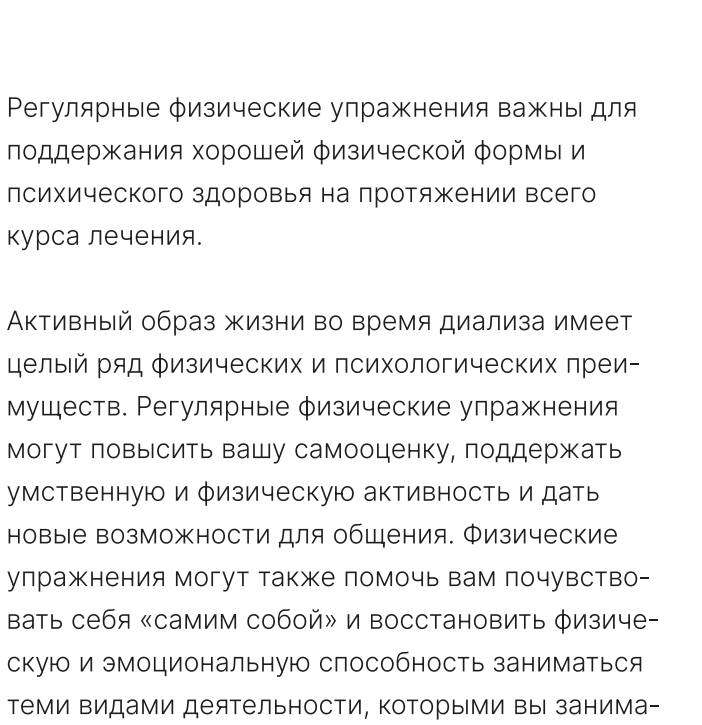 Регулярные физические упражнения важны для
поддержания хорошей физической формы и
психического здоровья на протяжении всего
курса лечения.
Активный образ жизни во время диализа имеет
целый ряд физических и психологических преи-
муществ. Регулярные физические упражнения
могут повысить вашу самооценку, поддержать
умственную и физическую активность и дать
новые возможности для общения. Физические
упражнения могут также помочь вам почувство-
вать себя «самим собой» и восстановить физиче-
скую и эмоциональную способность заниматься
теми видами деятельности, которыми вы занима-